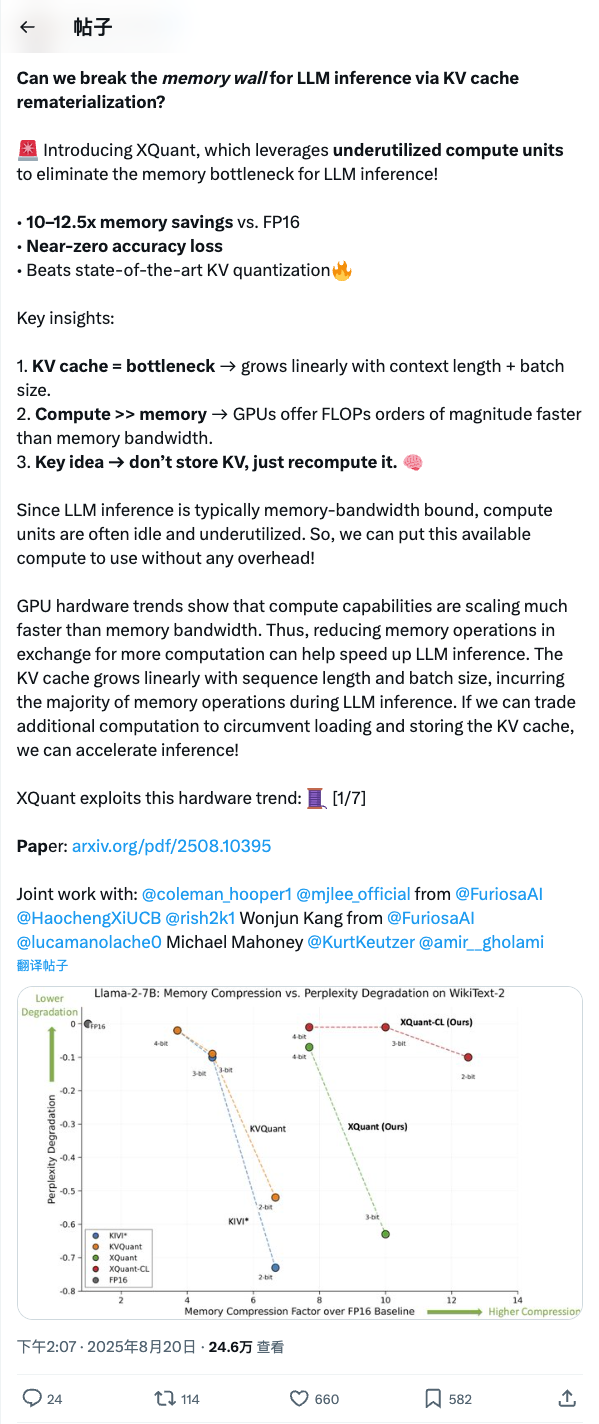 帖子
Can we break the memory wall for LLM inference via KV cache
rematerialization?
🚨 Introducing XQuant, which leverages underutilized compute units
to eliminate the memory bottleneck for LLM inference!
• 10–12.5x memory savings vs. FP16
• Near-zero accuracy loss
• Beats state-of-the-art KV quantization🔥
Key insights:
1. KV cache = bottleneck → grows linearly with context length + batch
size.
2. Compute >> memory → GPUs offer FLOPs orders of magnitude faster
than memory bandwidth.
3. Key idea → don’t store KV, just recompute it. 🧠
Since LLM inference is typically memory-bandwidth bound, compute
units are often idle and underutilized. So, we can put this available
compute to use without any overhead!
GPU hardware trends show that compute capabilities are scaling much
faster than memory bandwidth. Thus, reducing memory operations in
exchange for more computation can help speed up LLM inference. The
KV cache grows linearly with sequence length and batch size, incurring
the majority of memory operations during LLM inference. If we can trade
additional computation to circumvent loading and storing the KV cache,
we can accelerate inference!
XQuant exploits this hardware trend: 🧵 [1/7]
Paper: arxiv.org/pdf/2508.10395
Joint work with: @coleman_hooper1 @mjlee_official from @FuriosaAI
@HaochengXiUCB @rish2k1 Wonjun Kang from @FuriosaAI
@lucamanolache0 Michael Mahoney @KurtKeutzer @amir__gholami
翻译帖子
Llama-2-7B: Memory Compression vs. Perplexity Degradation on WikiText-2
Lower
Degradation
Perplexity Degradation
0
-0.1
-0.2
-0.3
-0.4
-0.5
-0.6
-0.7
-0.8
FP16
4-bit
3-bit
3-bit
KVQuant
2-bit
KIVI*
2-bit
4-bit
4-bit
XQuant-CL (Ours)
3-bit
2-bit
XQuant (Ours)
3-bit
KIVI*
KVQuant
XQuant
XQuant-CL
FP16
2
4
6
8
10
12
14
Memory Compression Factor over FP16 Baseline
Higher Compression
下午2:07 · 2025年8月20日 · 24.6万 查看
24
114
660
582